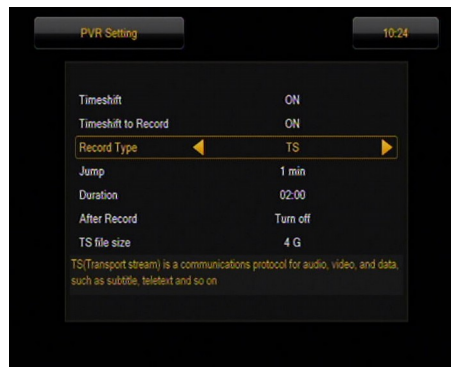 PVR Setting 10:24
Timeshift ON
Timeshift to Record ON
Record Type TS
Jump 1 min
Duration 02:00
After Record Turn off
TS file size 4 G
TS(Transport stream) is a communications protocol for audio, video, and data,
such as subtitle, teletext and so on